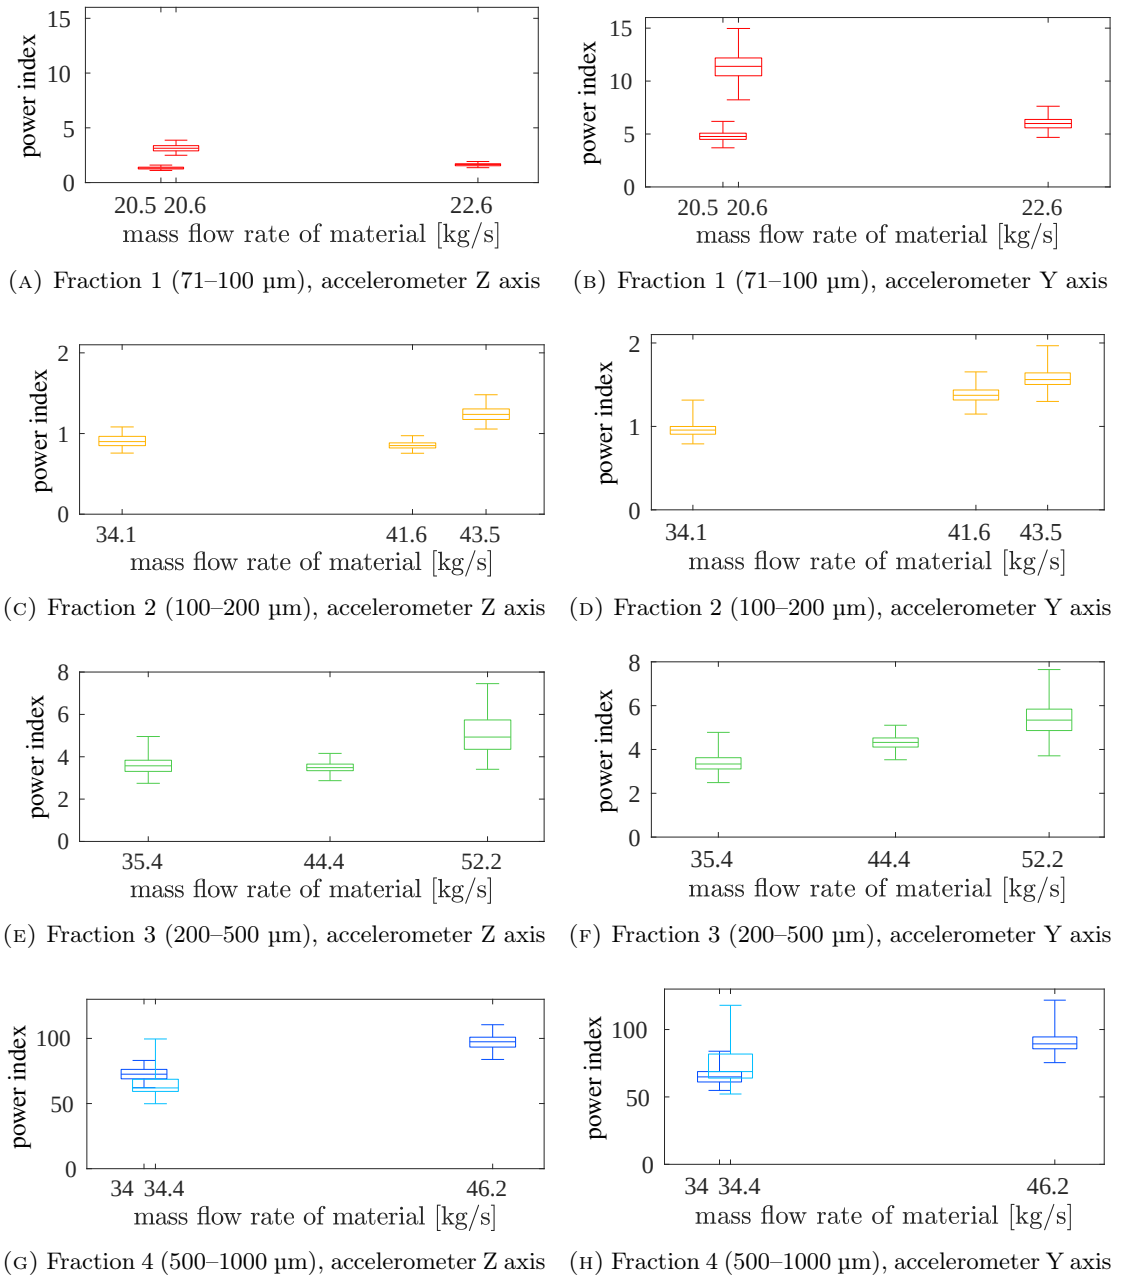 15
10
5
0
power index
20.5 20.6 22.6
mass flow rate of material [kg/s]
(A) Fraction 1 (71–100 µm), accelerometer Z axis
15
10
5
0
power index
20.5 20.6 22.6
mass flow rate of material [kg/s]
(B) Fraction 1 (71–100 µm), accelerometer Y axis
2
1
0
power index
34.1 41.6 43.5
mass flow rate of material [kg/s]
(C) Fraction 2 (100–200 µm), accelerometer Z axis
2
1
0
power index
34.1 41.6 43.5
mass flow rate of material [kg/s]
(D) Fraction 2 (100–200 µm), accelerometer Y axis
8
6
4
2
0
power index
35.4 44.4 52.2
mass flow rate of material [kg/s]
(E) Fraction 3 (200–500 µm), accelerometer Z axis
8
6
4
2
0
power index
35.4 44.4 52.2
mass flow rate of material [kg/s]
(F) Fraction 3 (200–500 µm), accelerometer Y axis
100
50
0
power index
34 34.4 46.2
mass flow rate of material [kg/s]
(G) Fraction 4 (500–1000 µm), accelerometer Z axis
100
50
0
power index
34 34.4 46.2
mass flow rate of material [kg/s]
(H) Fraction 4 (500–1000 µm), accelerometer Y axis